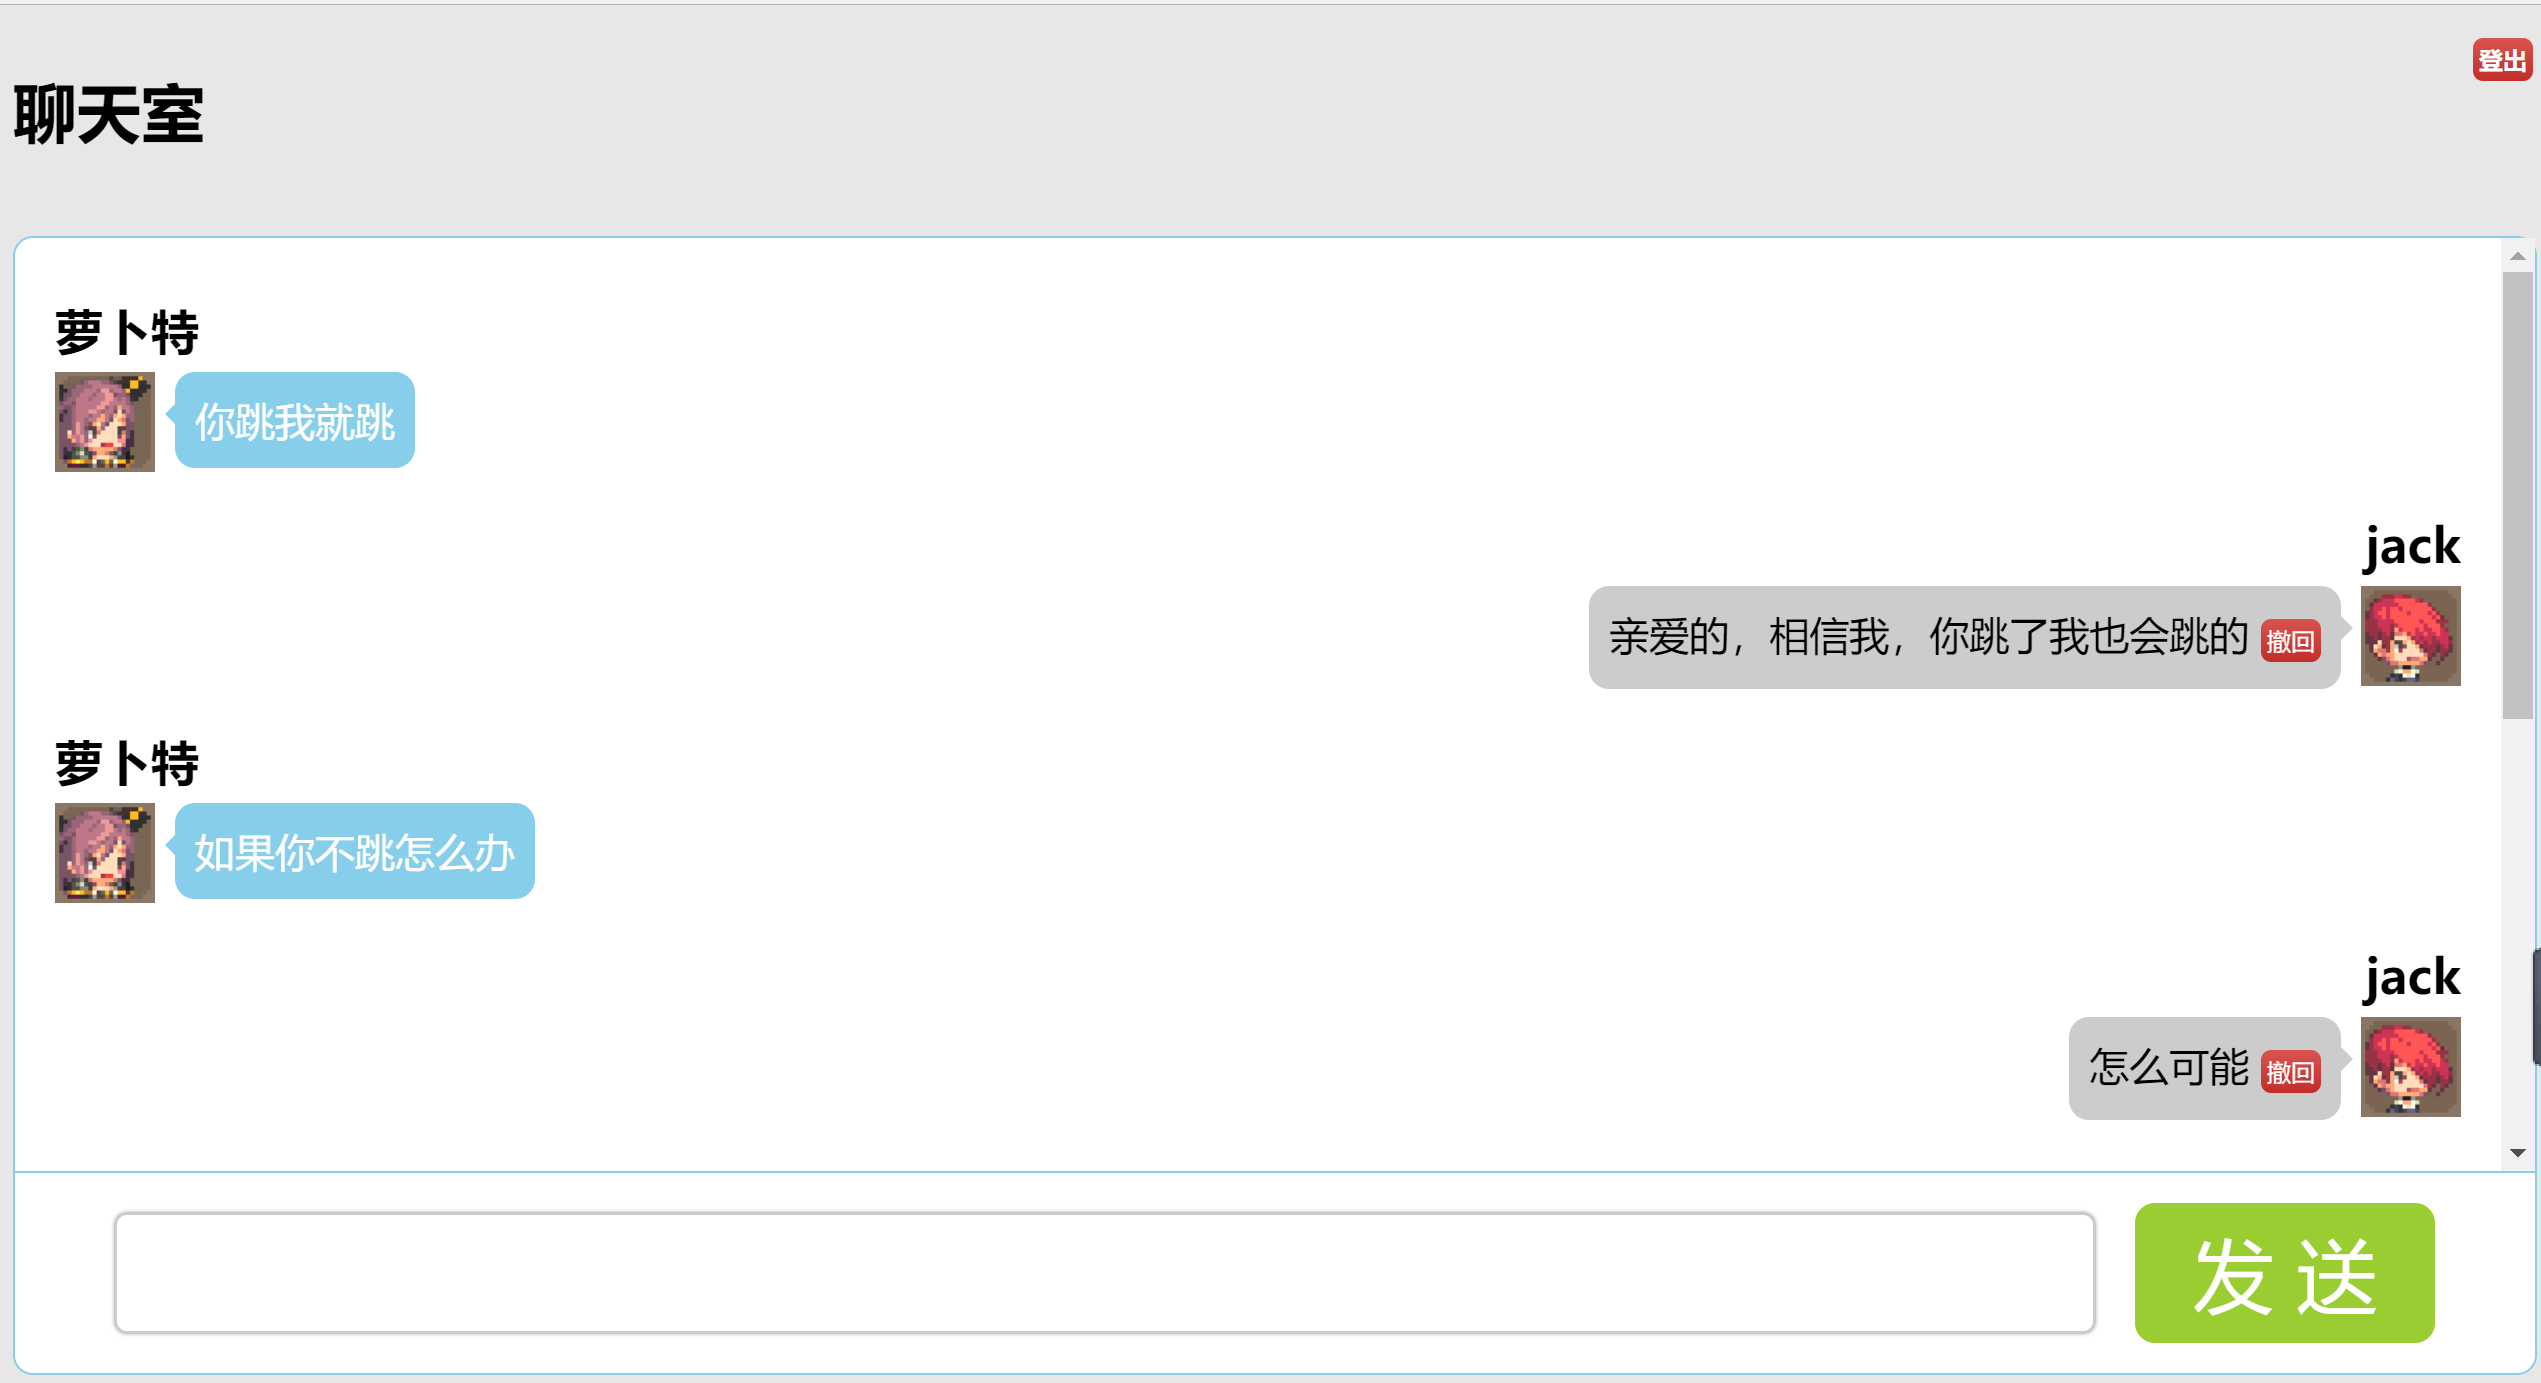 登出
聊天室
萝卜特
你跳我就跳
jack
亲爱的，相信我，你跳了我也会跳的 撤回
萝卜特
如果你不跳怎么办
jack
怎么可能 撤回
发 送